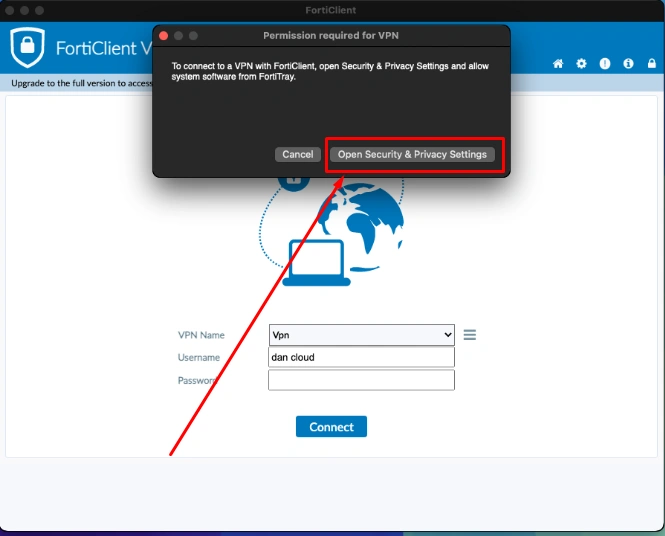 FortiClient
Permission required for VPN
To connect to a VPN with FortiClient, open Security & Privacy Settings and allow
system software from FortiTray.
Cancel
Open Security & Privacy Settings
FortiClient V
Upgrade to the full version to access
VPN Name
Vpn
Username
dan cloud
Password
Connect